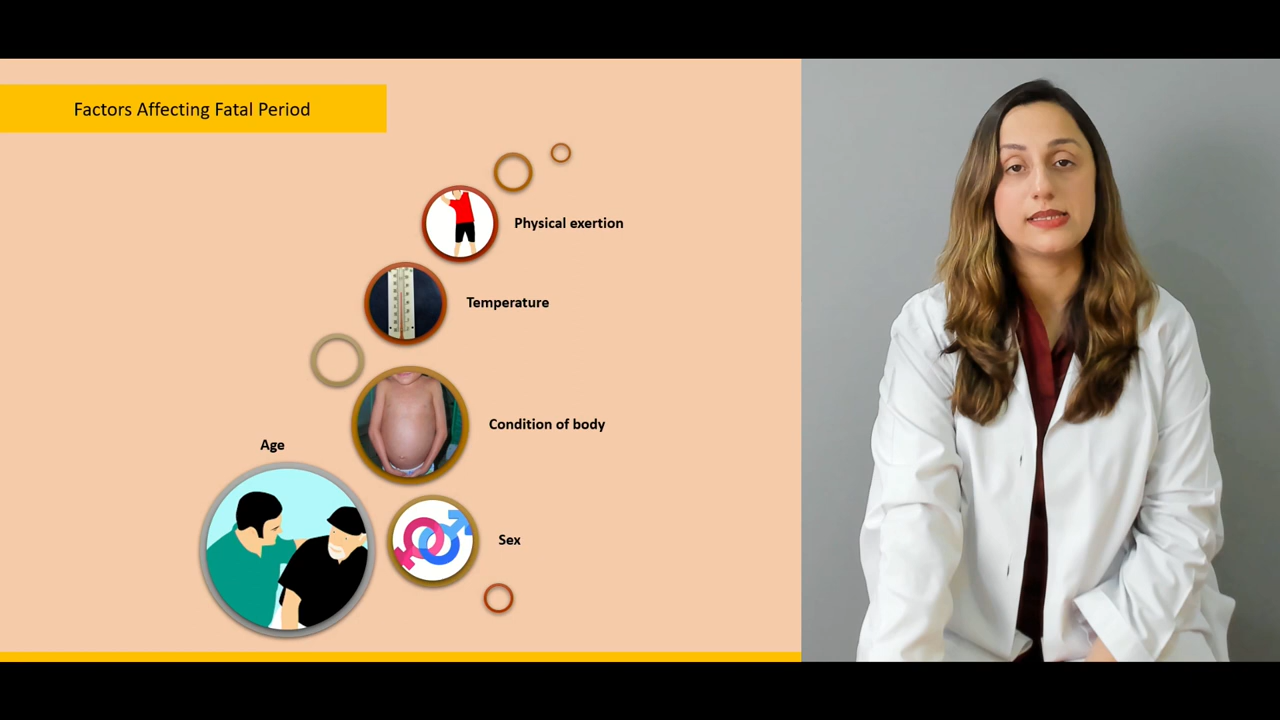 Factors Affecting Fatal Period
Physical exertion
Temperature
Condition of body
Age
Sex